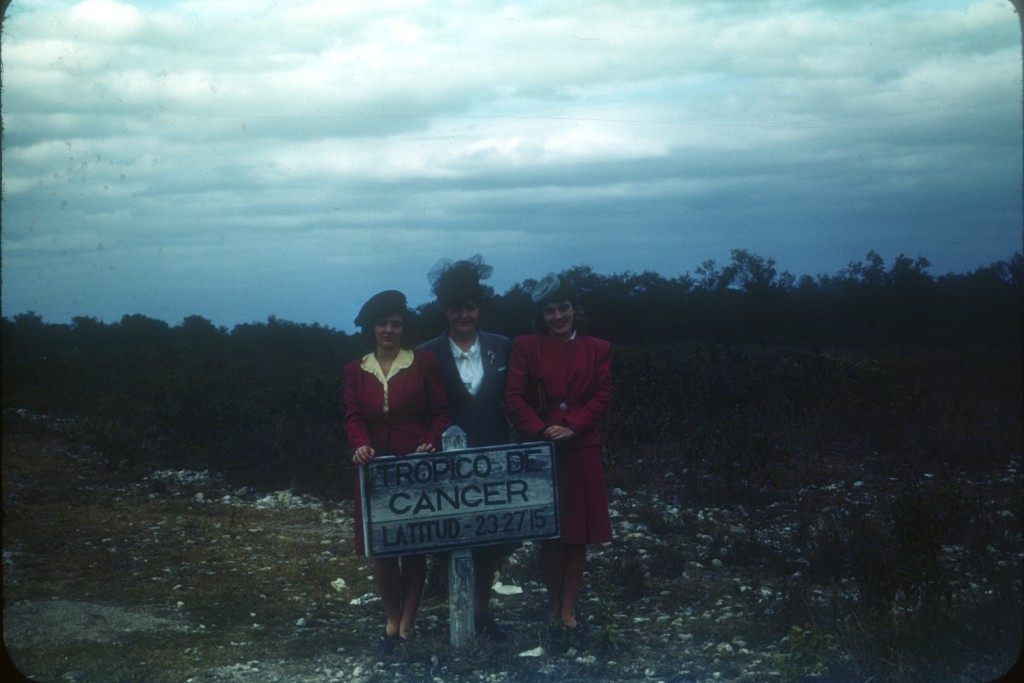 TROPICO DE
CANCER
LATITUD - 23 27 15